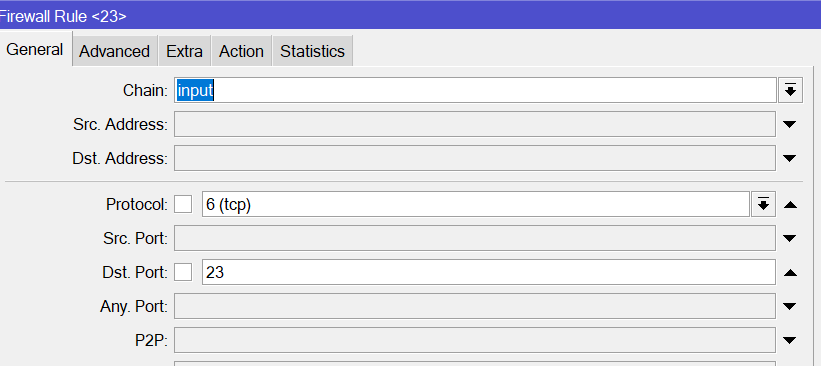 Firewall Rule <23>
General Advanced Extra Action Statistics
Chain: input
Src. Address:
Dst. Address:
Protocol: 6 (tcp)
Src. Port:
Dst. Port: 23
Any. Port:
P2P: